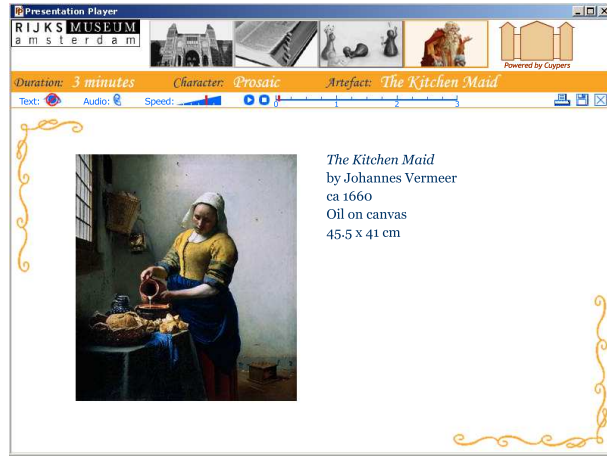 Presentation Player
RIJKS MUSEUM
amsterdam
Powered by Cuypers
Duration: 3 minutes Character: Prosaic Artefact: The Kitchen Maid
Text: Audio: Speed: 0 1 2 3
The Kitchen Maid
by Johannes Vermeer
ca 1660
Oil on canvas
45.5 x 41 cm